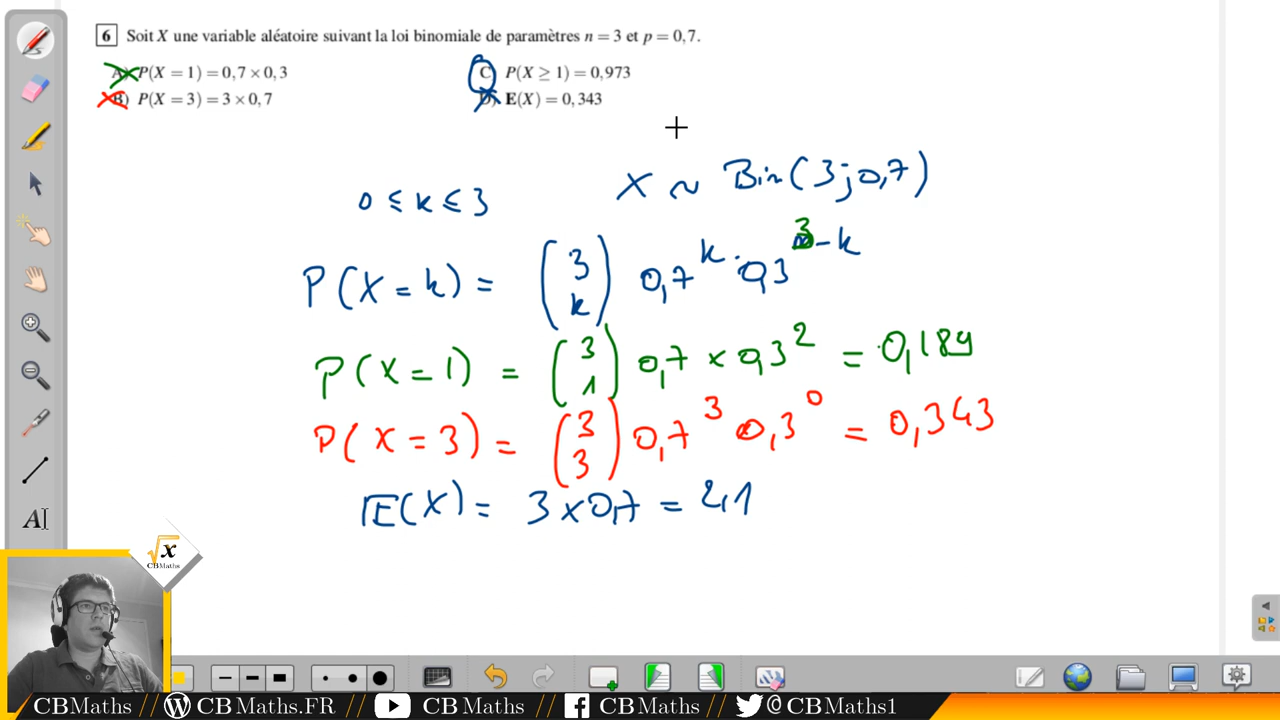 6 Soit X une variable aléatoire suivant la loi binomiale de paramètres n = 3 et p = 0,7.
A) P(X = 1) = 0,7 × 0,3
C) P(X ≥ 1) = 0,973
B) P(X = 3) = 3 × 0,7
D) E(X) = 0,343
0 ≤ k ≤ 3
X ~ Bin(3;0,7)
P(X = k) = (3 k) 0,7^k · 0,3^(3-k)
P(X = 1) = (3 1) 0,7 × 0,3^2 = 0,189
P(X = 3) = (3 3) 0,7^3 0,3^0 = 0,343
E(X) = 3 × 0,7 = 2,1
AI
√x
CBMaths
CBMaths CBMaths.FR CBMaths CBMaths @CBMaths1